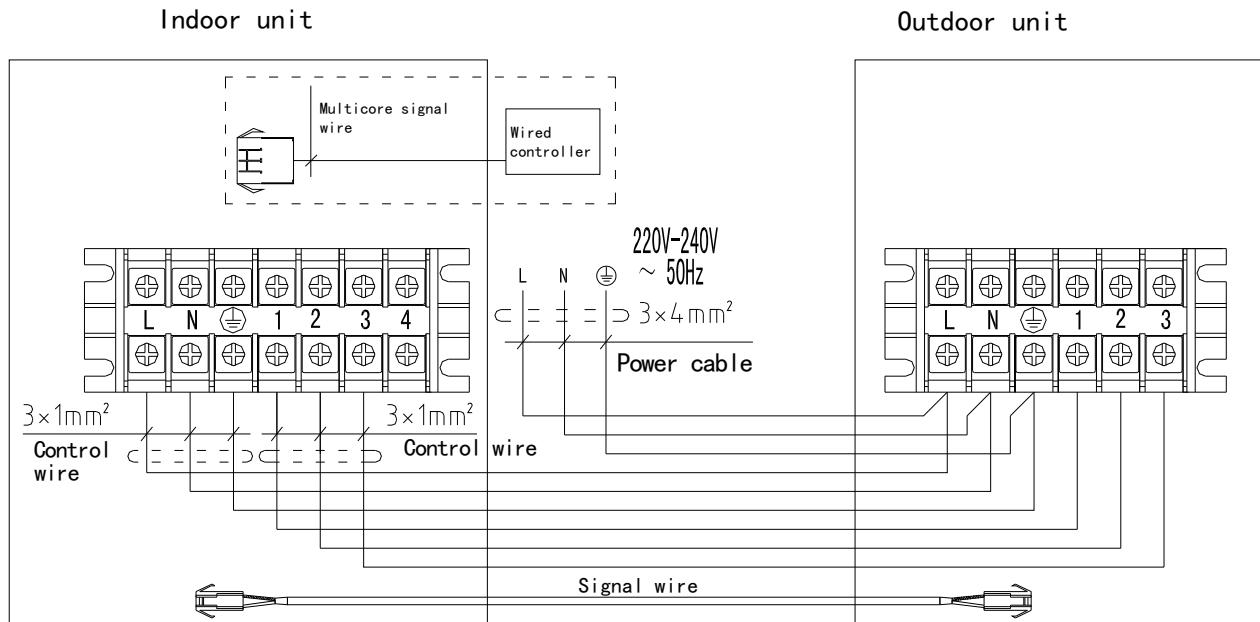 Indoor unit
Outdoor unit
Multicore signal
wire
Wired
controller
220V-240V
~ 50Hz
L N
3×4mm²
Power cable
L N 1 2 3 4
L N 1 2 3
3×1mm²
Control
wire
3×1mm²
Control wire
Signal wire